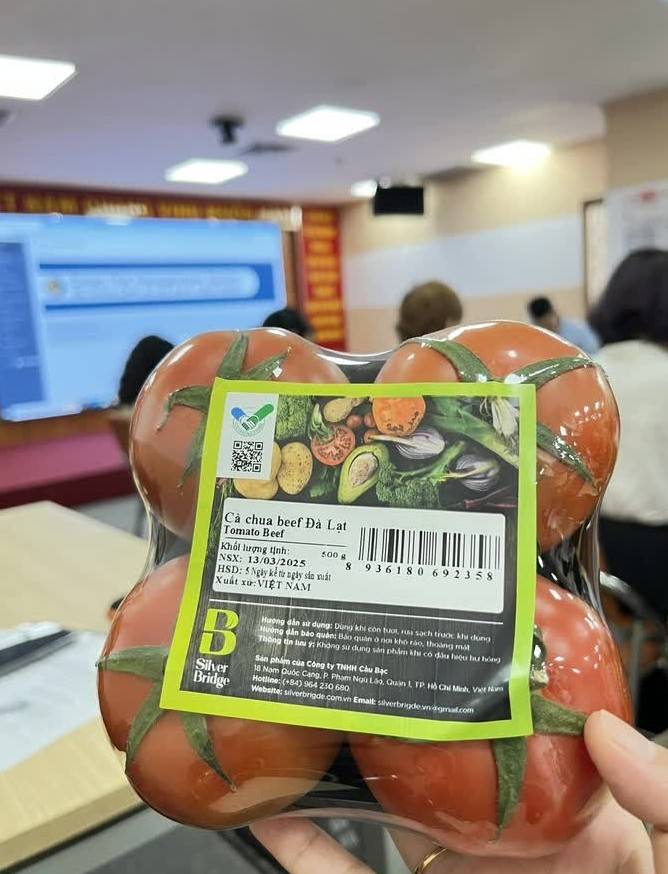 Cà chua beef Đà Lạt
Tomato Beef
Khối lượng tịnh: 500 g
NSX: 13/03/2025
HSD: 5 Ngày kể từ ngày sản xuất
Xuất xứ: VIỆT NAM
8 936180 692358
B
Silver
Bridge
Hướng dẫn sử dụng: Dùng khi còn tươi, rửa sạch trước khi dùng
Hướng dẫn bảo quản: Bảo quản ở nơi khô ráo, thoáng mát
Thông tin lưu ý: Không sử dụng sản phẩm khi có dấu hiệu hư hỏng
Sản phẩm của Công ty TNHH Cầu Bạc
18 Nam Quốc Cang, P. Phạm Ngũ Lão, Quận 1, TP. Hồ Chí Minh, Việt Nam
Hotline: (+84) 964 230 680
Website: silverbrigde.com.vn Email: silverbrigde.vn@gmail.com